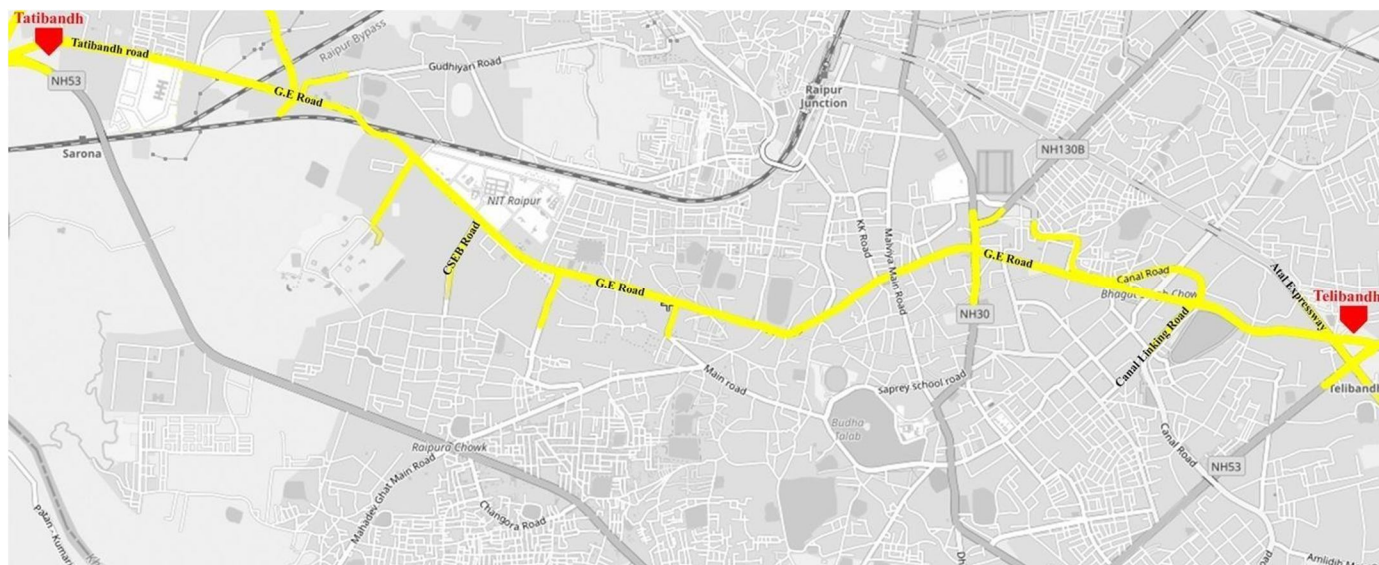 Tatibandh
Tatibandh road
Raipur Bypass
Gudhiyari Road
NH53
G.E Road
Raipur
Junction
NH130B
Sarona
NIT Raipur
CSEB Road
KK Road
Malviya Main Road
G.E Road
G.E Road
Canal Road
Atal Expressway
Telibandh
NH30
Canal Linking Road
Main road
Saprey school road
Telibandh
Budha
Talab
Raipura Chowk
Canal Road
NH53
Mahadev Ghat Main Road
Changora Road